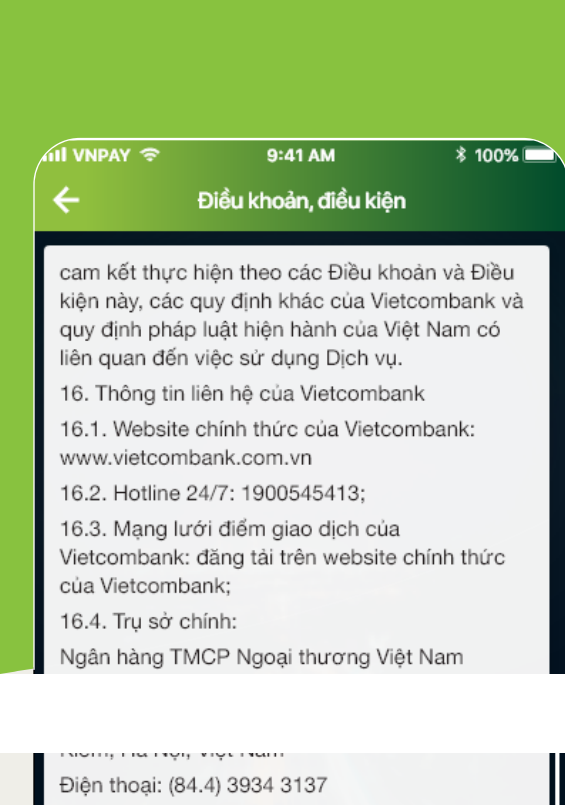 VNPAY 9:41 AM 100%
Điều khoản, điều kiện
cam kết thực hiện theo các Điều khoản và Điều
kiện này, các quy định khác của Vietcombank và
quy định pháp luật hiện hành của Việt Nam có
liên quan đến việc sử dụng Dịch vụ.
16. Thông tin liên hệ của Vietcombank
16.1. Website chính thức của Vietcombank:
www.vietcombank.com.vn
16.2. Hotline 24/7: 1900545413;
16.3. Mạng lưới điểm giao dịch của
Vietcombank: đăng tải trên website chính thức
của Vietcombank;
16.4. Trụ sở chính:
Ngân hàng TMCP Ngoại thương Việt Nam
Nội, Việt Nam
Điện thoại: (84.4) 3934 3137